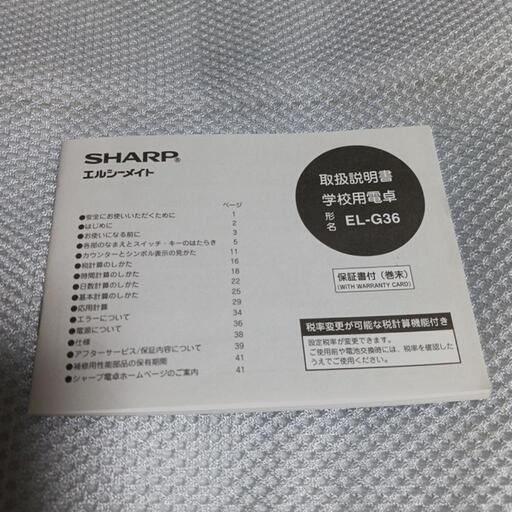 SHARP®
エルシーメイト
ページ
●安全にお使いいただくために 1
●はじめに 2
●お使いになる前に 3
●各部のなまえとスイッチ・キーのはたらき 5
●カウンターとシンボル表示の見かた 11
●税計算のしかた 16
●時間計算のしかた 18
●日数計算のしかた 22
●基本計算のしかた 25
●応用計算 29
●エラーについて 34
●電源について 36
●仕様 38
●アフターサービス/保証内容について 39
●補修用性能部品の保有期間 41
●シャープ電卓ホームページのご案内 41
取扱説明書
学校用電卓
形名 EL-G36
保証書付（巻末）
(WITH WARRANTY CARD)
税率変更が可能な税計算機能付き
設定税率が変更できます。
ご使用前や電池交換時には、税率を確認した
うえでご使用ください。